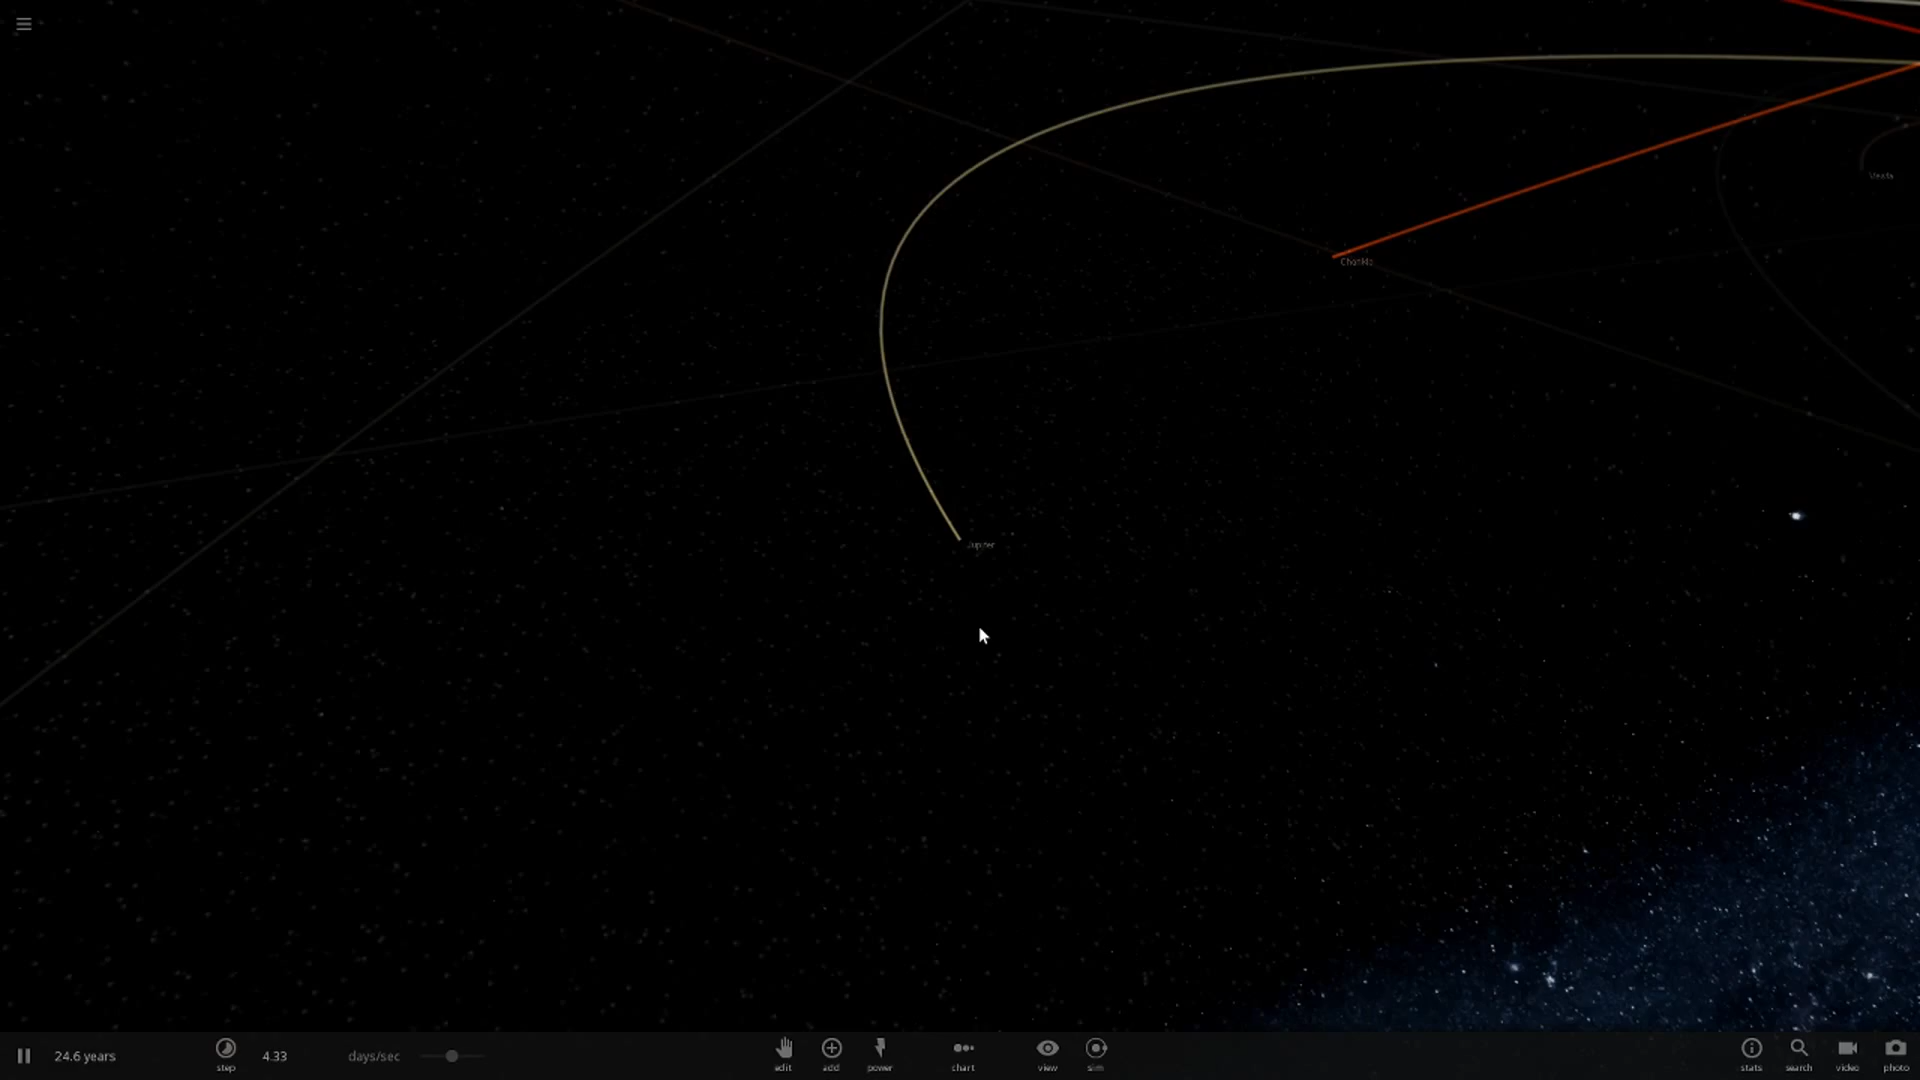 Vesta
Jupiter
24.6 years
step
4.33
days/sec
edit
add
power
chart
view
sim
stats
search
video
photo